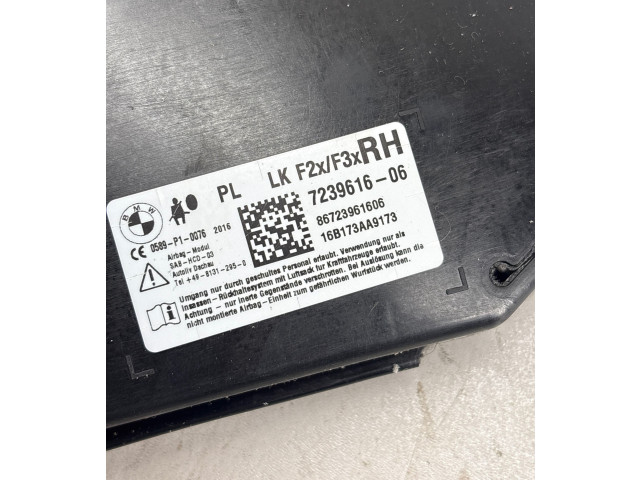 BMW
PL LK F2x/F3x RH
7239616-06
86723961606
16B173AA9173
CE 0589-P1-0076 2016
Airbag-Modul
SAB-HCO-03
Autoliv Dachau
Tel +49-8131-295-0
Umgang nur durch geschultes Personal erlaubt. Verwendung nur im
Insassen-Rückhaltesystem mit Luftsack für Kraftfahrzeuge erlaubt.
Achtung - nur inerte Gegenstände verschrotten. Bei Auslösung kann die
nicht montierte Airbag-Einheit zum gefährlichen Wurfstück werden.